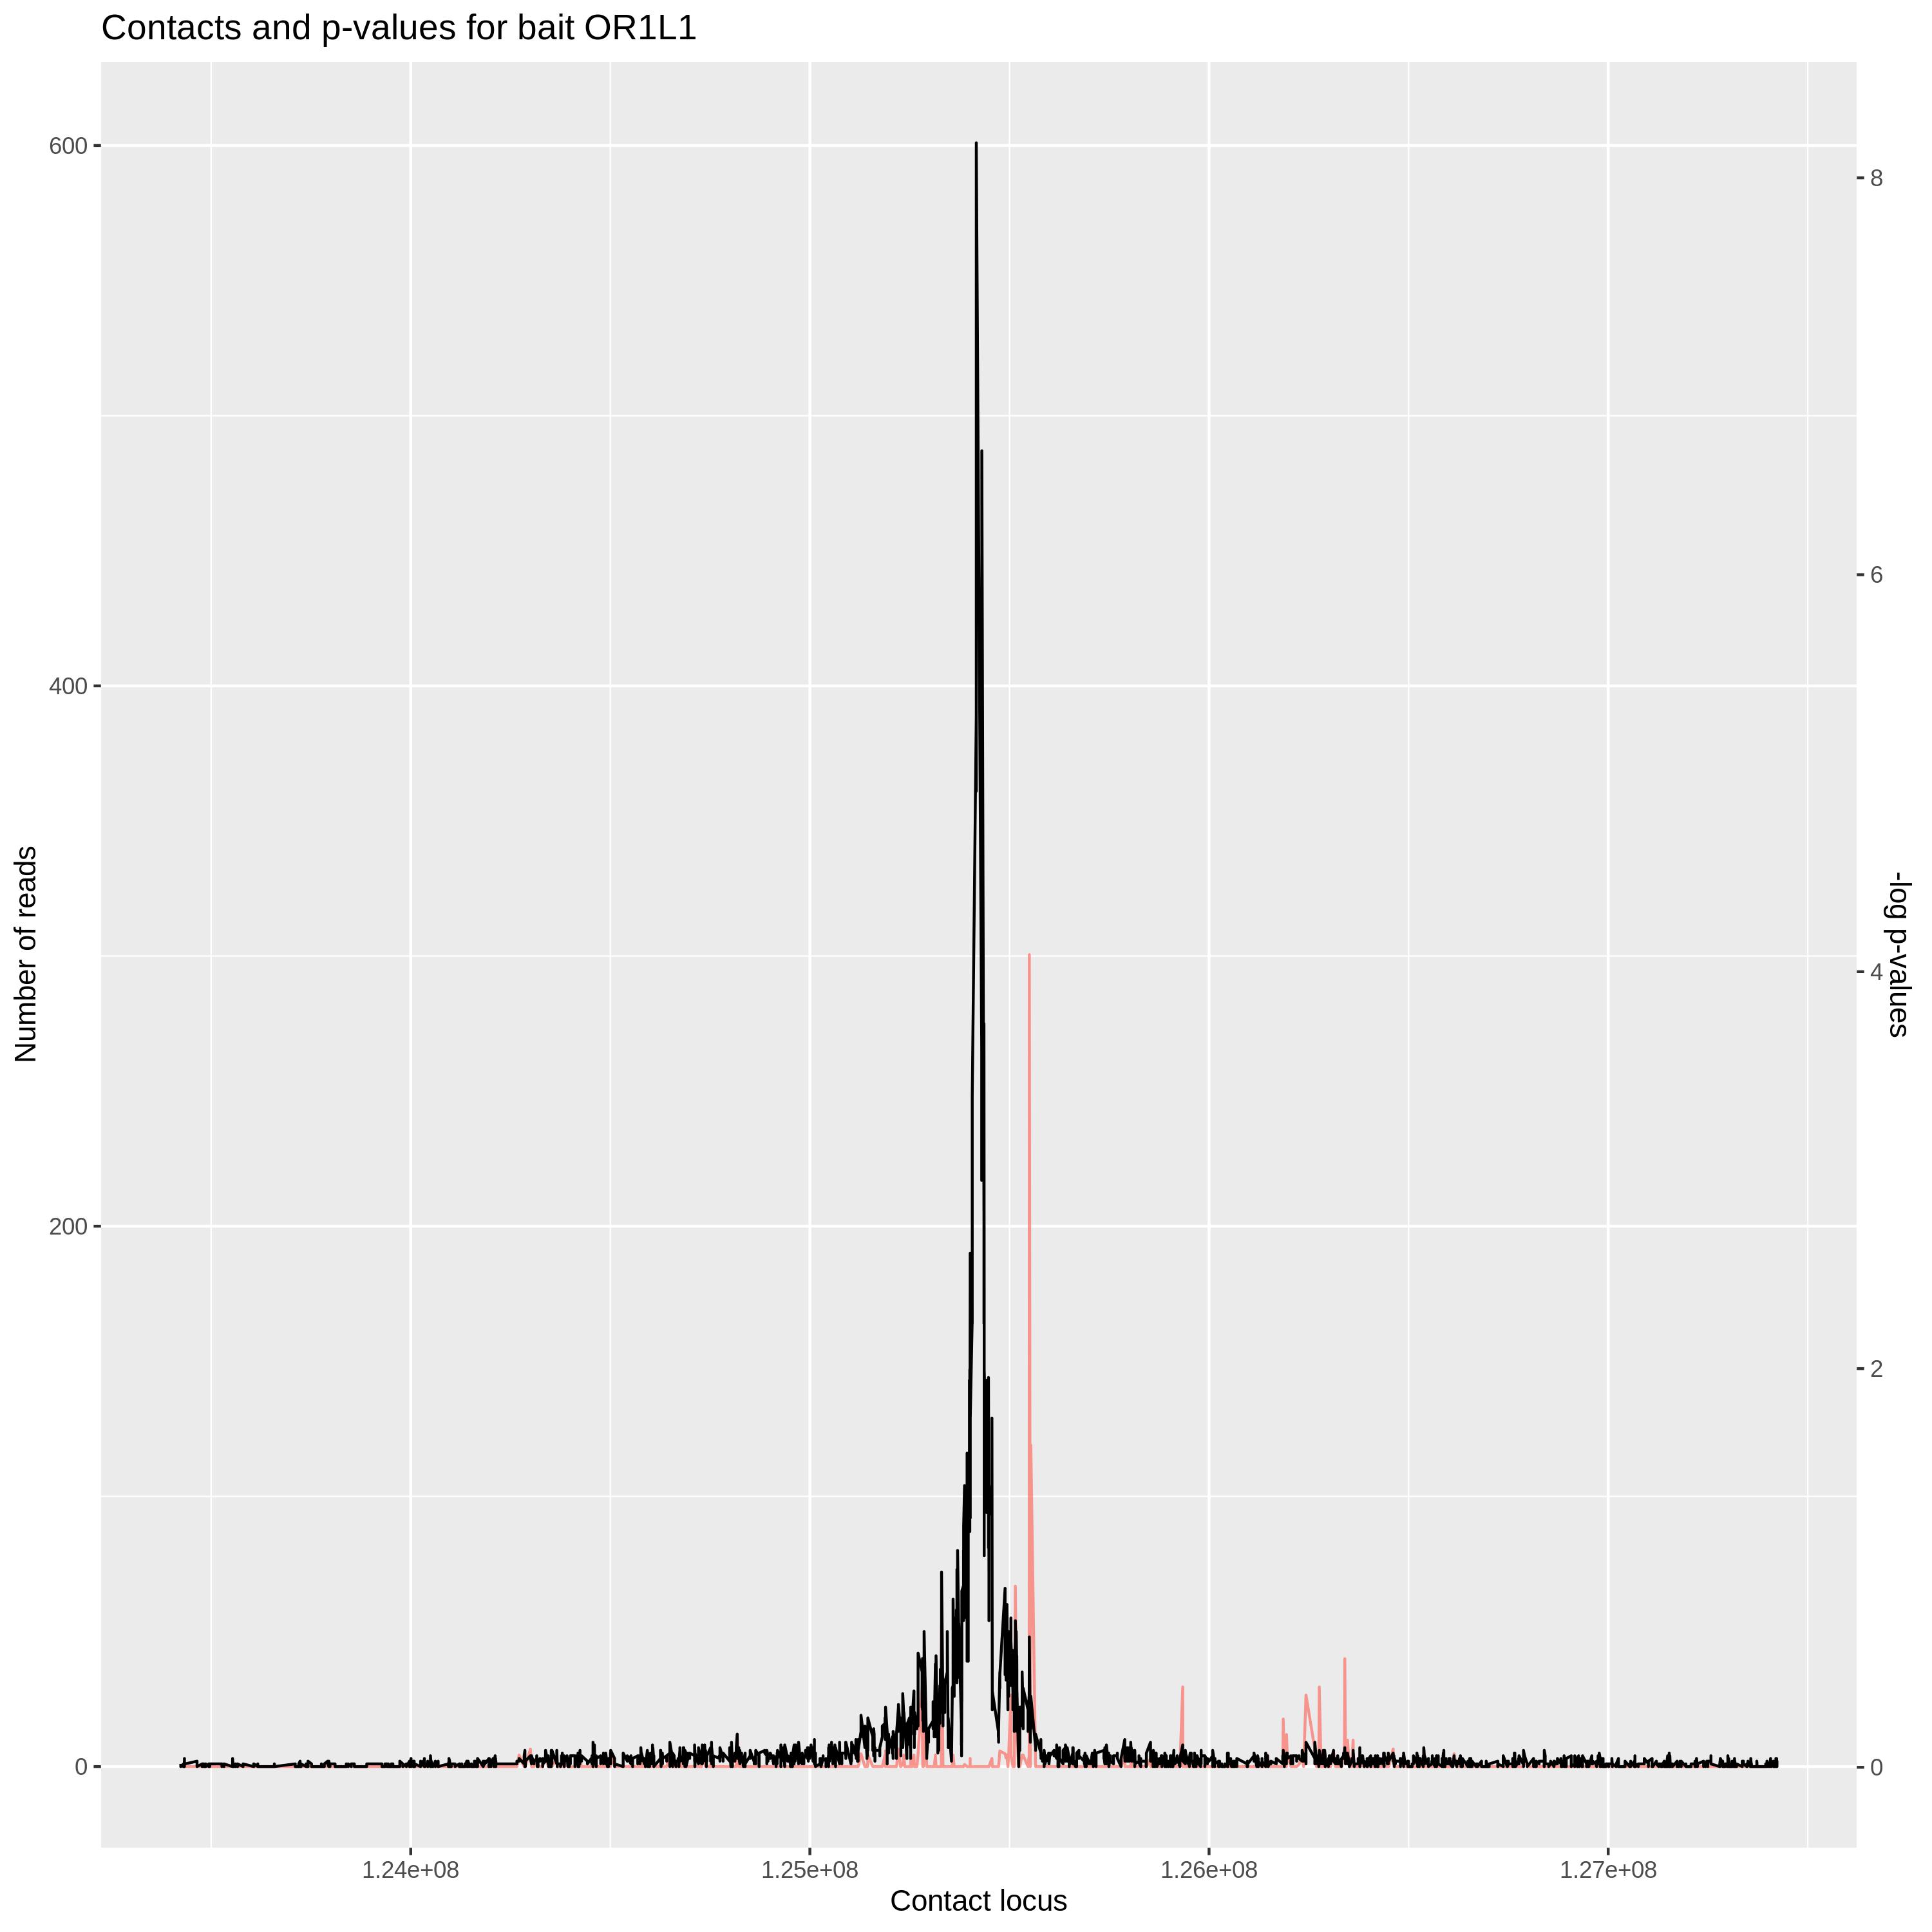 Contacts and p-values for bait OR1L1
600
400
200
0
Number of reads
8
6
4
2
0
-log p-values
1.24e+08
1.25e+08
1.26e+08
1.27e+08
Contact locus